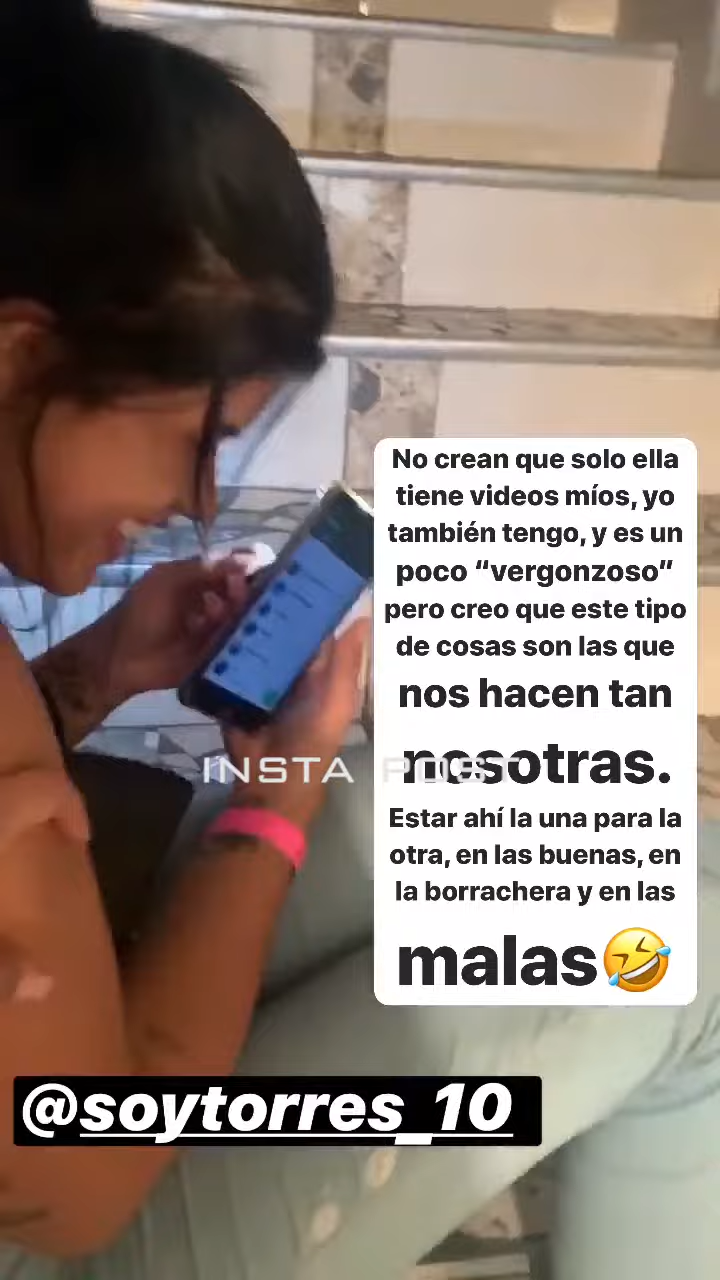 No crean que solo ella
tiene videos míos, yo
también tengo, y es un
poco “vergonzoso”
pero creo que este tipo
de cosas son las que
nos hacen tan
nosotras.
INSTA POST
Estar ahí la una para la
otra, en las buenas, en
la borrachera y en las
malas🤣
@soytorres_10